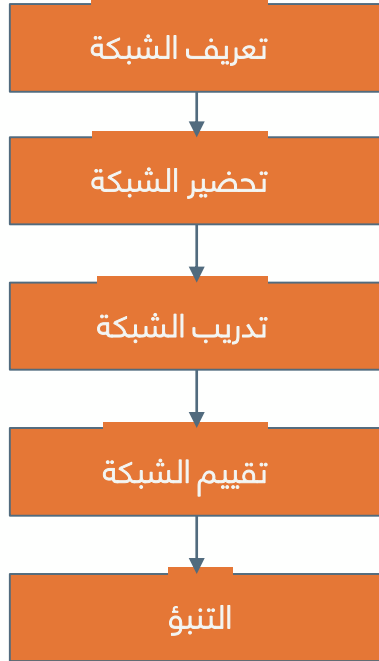 تعريف الشبكة
تحضير الشبكة
تدريب الشبكة
تقييم الشبكة
التنبؤ